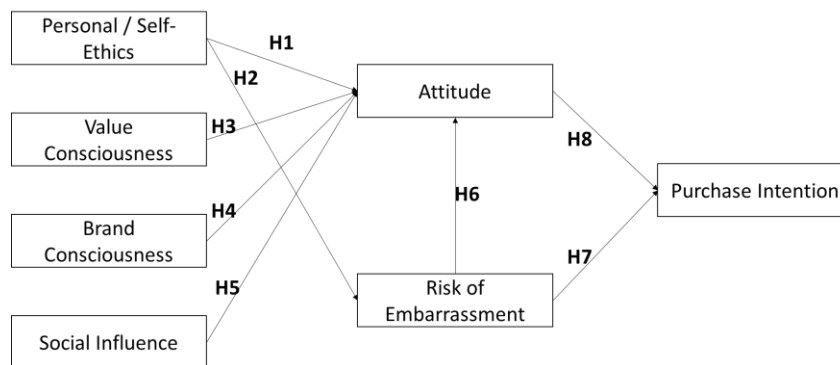 Personal / Self-
Ethics
H1
H2
Attitude
Value
Consciousness
H3
H8
Purchase Intention
H6
Brand
Consciousness
H4
H7
Risk of
Embarrassment
H5
Social Influence